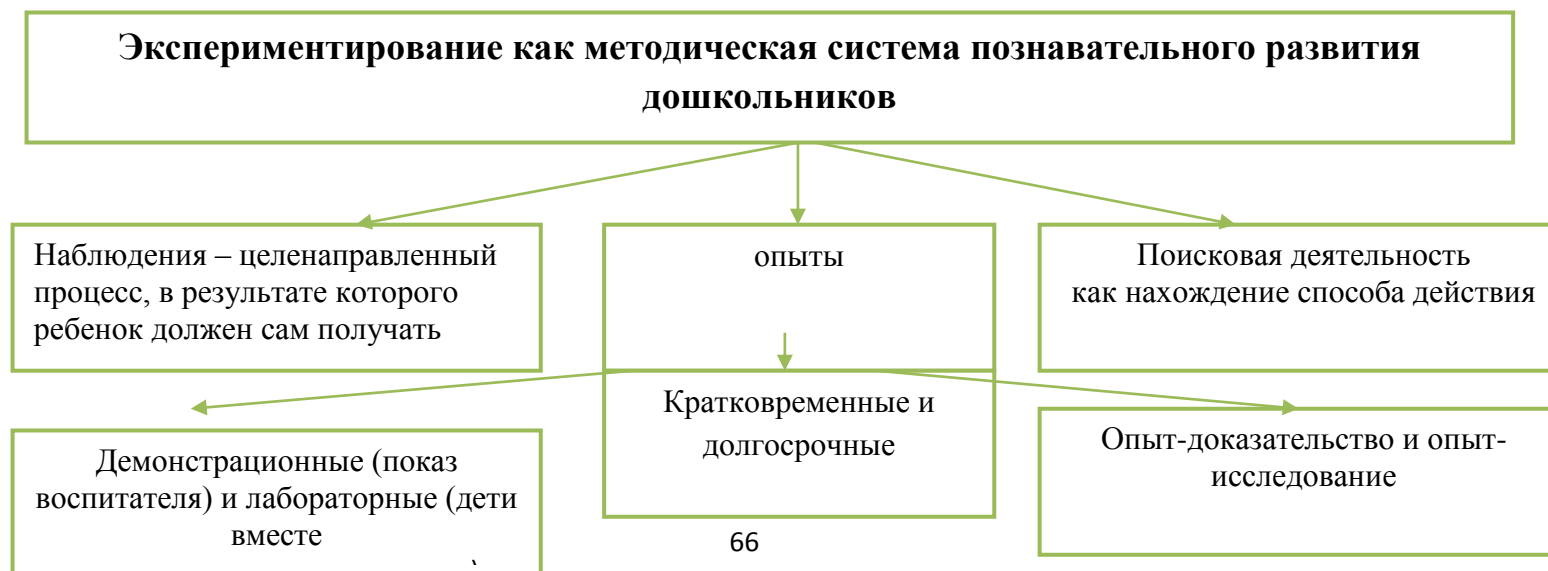 Экспериментирование как методическая система познавательного развития
дошкольников
Наблюдения – целенаправленный
процесс, в результате которого
ребенок должен сам получать
опыты
Поисковая деятельность
как нахождение способа действия
Кратковременные и
долгосрочные
Демонстрационные (показ
воспитателя) и лабораторные (дети
вместе
Опыт-доказательство и опыт-
исследование
66